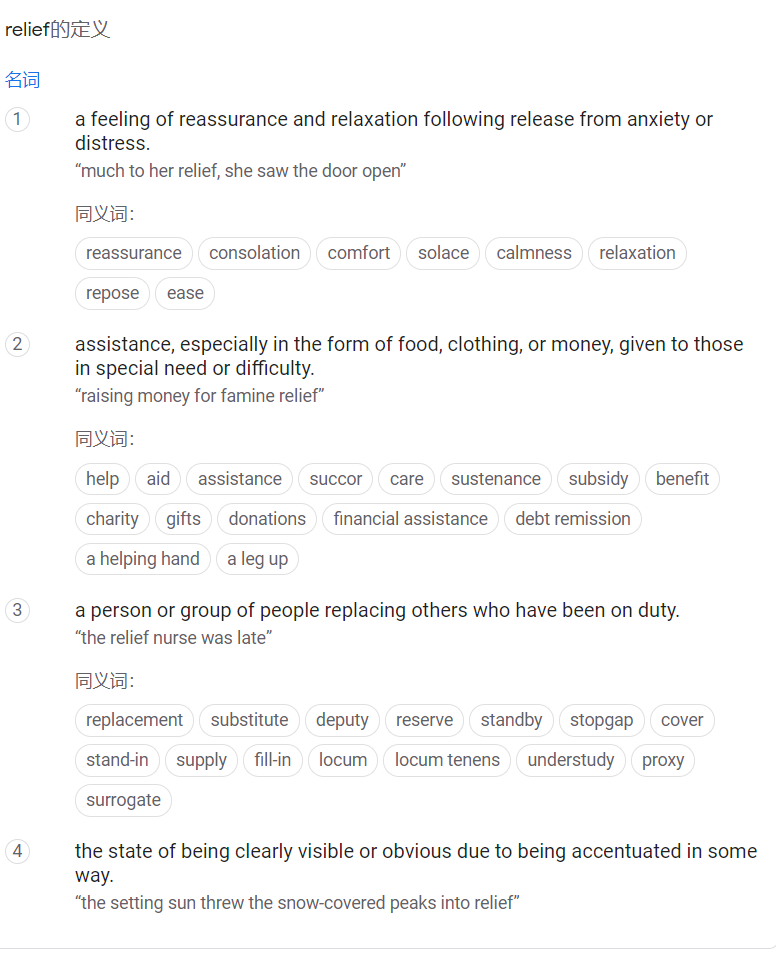 relief的定义
名词
1 a feeling of reassurance and relaxation following release from anxiety or
distress.
“much to her relief, she saw the door open”
同义词：
reassurance consolation comfort solace calmness relaxation
repose ease
2 assistance, especially in the form of food, clothing, or money, given to those
in special need or difficulty.
“raising money for famine relief”
同义词：
help aid assistance succor care sustenance subsidy benefit
charity gifts donations financial assistance debt remission
a helping hand a leg up
3 a person or group of people replacing others who have been on duty.
“the relief nurse was late”
同义词：
replacement substitute deputy reserve standby stopgap cover
stand-in supply fill-in locum locum tenens understudy proxy
surrogate
4 the state of being clearly visible or obvious due to being accentuated in some
way.
“the setting sun threw the snow-covered peaks into relief”